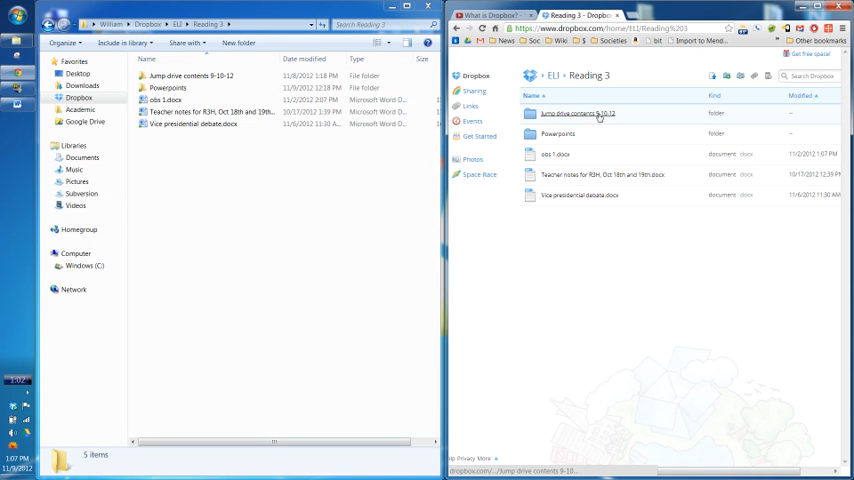 William ▸ Dropbox ▸ ELI ▸ Reading 3 ▸
Search Reading 3
Organize Include in library Share with New folder
Favorites
Desktop
Downloads
Dropbox
Academic
Google Drive
Libraries
Documents
Music
Pictures
Subversion
Videos
Homegroup
Computer
Windows (C:)
Network
Name Date modified Type Size
Jump drive contents 9-10-12 11/8/2012 1:18 PM File folder
Powerpoints 11/9/2012 12:18 PM File folder
obs 1.docx 11/2/2012 2:07 PM Microsoft Word D...
Teacher notes for R3H, Oct 18th and 19th... 10/17/2012 1:39 PM Microsoft Word D...
Vice presidential debate.docx 11/6/2012 11:30 A... Microsoft Word D...
5 items
1:02
1:07 PM
11/9/2012
What is Dropbox? - Reading 3 - Dropbox
https://www.dropbox.com/home/ELI/Reading%203
News Soc Wiki $ Societies bit Import to Mend... Other bookmarks
Get free space!
Dropbox
Sharing
Links
Events
Get Started
Photos
Space Race
ELI Reading 3
Search Dropbox
Name Kind Modified
Jump drive contents 9-10-12 folder --
Powerpoints folder --
obs 1.docx document docx 11/2/2012 1:07 PM
Teacher notes for R3H, Oct 18th and 19th.docx document docx 10/17/2012 12:39 PM
Vice presidential debate.docx document docx 11/6/2012 11:30 AM
lp Privacy More
dropbox.com/.../Jump drive contents 9-10...